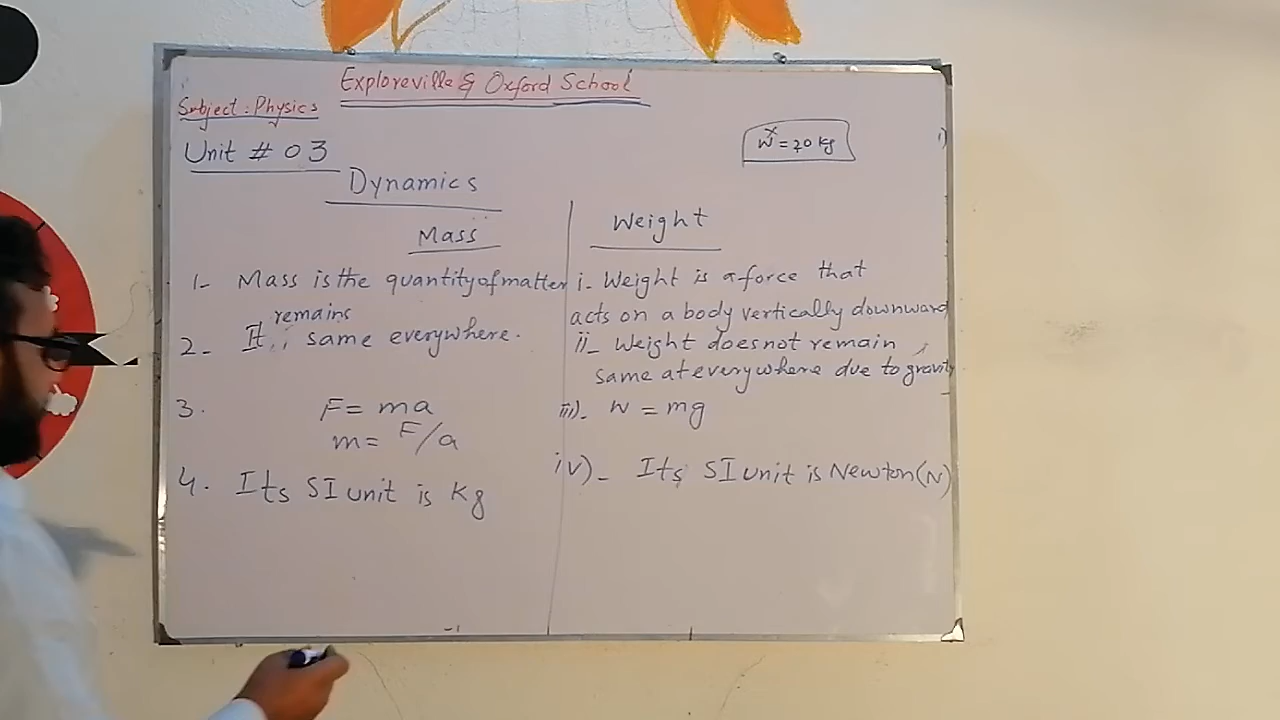 Exploreville & Oxford School
Subject: Physics
Unit # 03
W = 20 kg
Dynamics
Mass
1- Mass is the quantity of matter
2- It remains same everywhere.
3. F = ma
m = F/a
4. Its SI unit is kg
Weight
i- Weight is a force that
acts on a body vertically downward
ii- Weight does not remain
same at everywhere due to gravity
iii)- W = mg
iv)- Its SI unit is Newton (N)